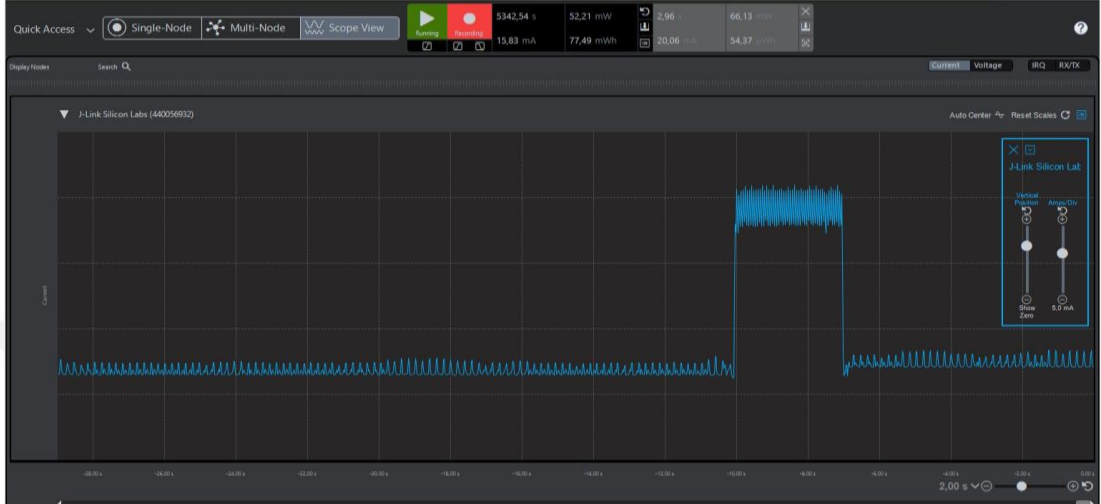 Quick Access Single-Node Multi-Node Scope View
Running Recording
5342,54 s 52,21 mW
15,83 mA 77,49 mWh
2,96 s 66,13 mW
20,06 mA 54,37 µWh
Display Nodes Search Current Voltage IRQ RX/TX
J-Link Silicon Labs (440056932) Auto Center Reset Scales
J-Link Silicon Lab
Vertical Position Amps/Div
Show Zero 5,0 mA
Current
-28,00 s -26,00 s -24,00 s -22,00 s -20,00 s -18,00 s -16,00 s -14,00 s -12,00 s -10,00 s -8,00 s -6,00 s -4,00 s -2,00 s 0,00 s
2,00 s